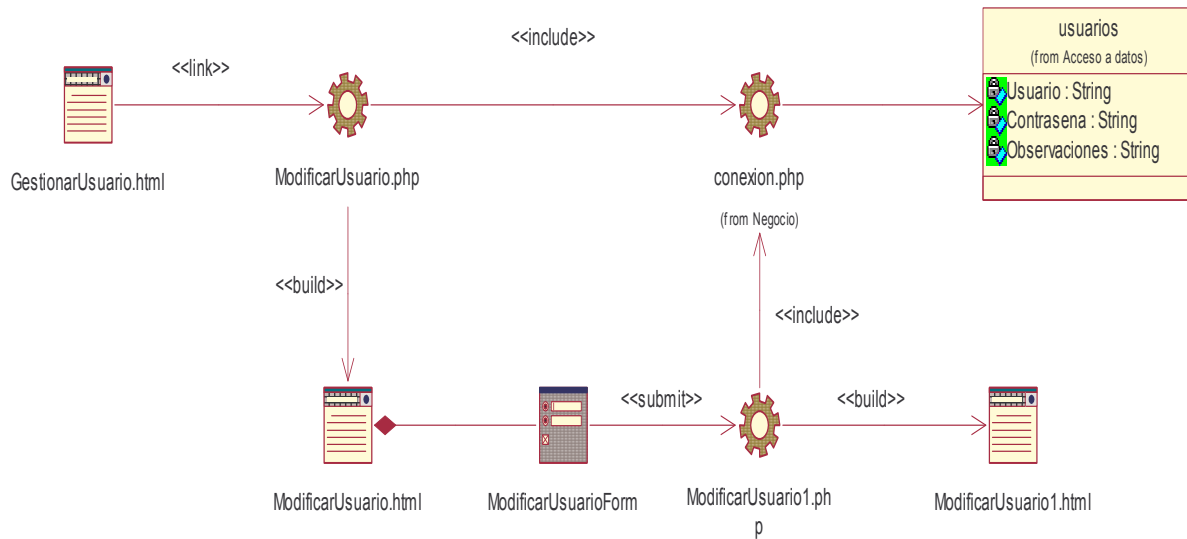 <<link>>
<<include>>
usuarios
(from Acceso a datos)
Usuario : String
Contrasena : String
Observaciones : String
GestionarUsuario.html
ModificarUsuario.php
conexion.php
(from Negocio)
<<build>>
<<include>>
<<submit>>
<<build>>
ModificarUsuario.html
ModificarUsuarioForm
ModificarUsuario1.ph
p
ModificarUsuario1.html